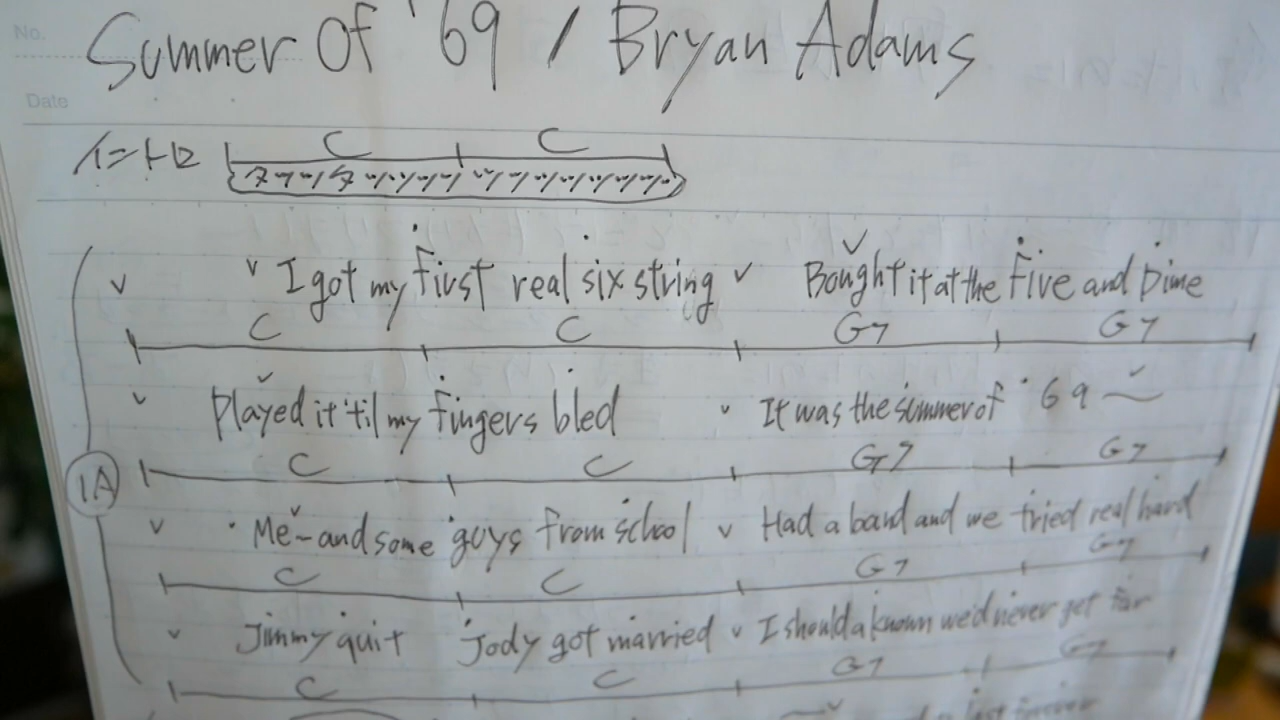 No.
Summer Of '69 / Bryan Adams
Date
イントロ C C
I got my first real six string Bought it at the Five and Dime
C C G7 G7
Played it 'til my fingers bled It was the summer of '69
C C G7 G7
1A
Me~and some guys from school Had a band and we tried real hard
C C G7 G7
Jimmy quit Jody got married I shoulda known we'd never get far
C C G7 G7